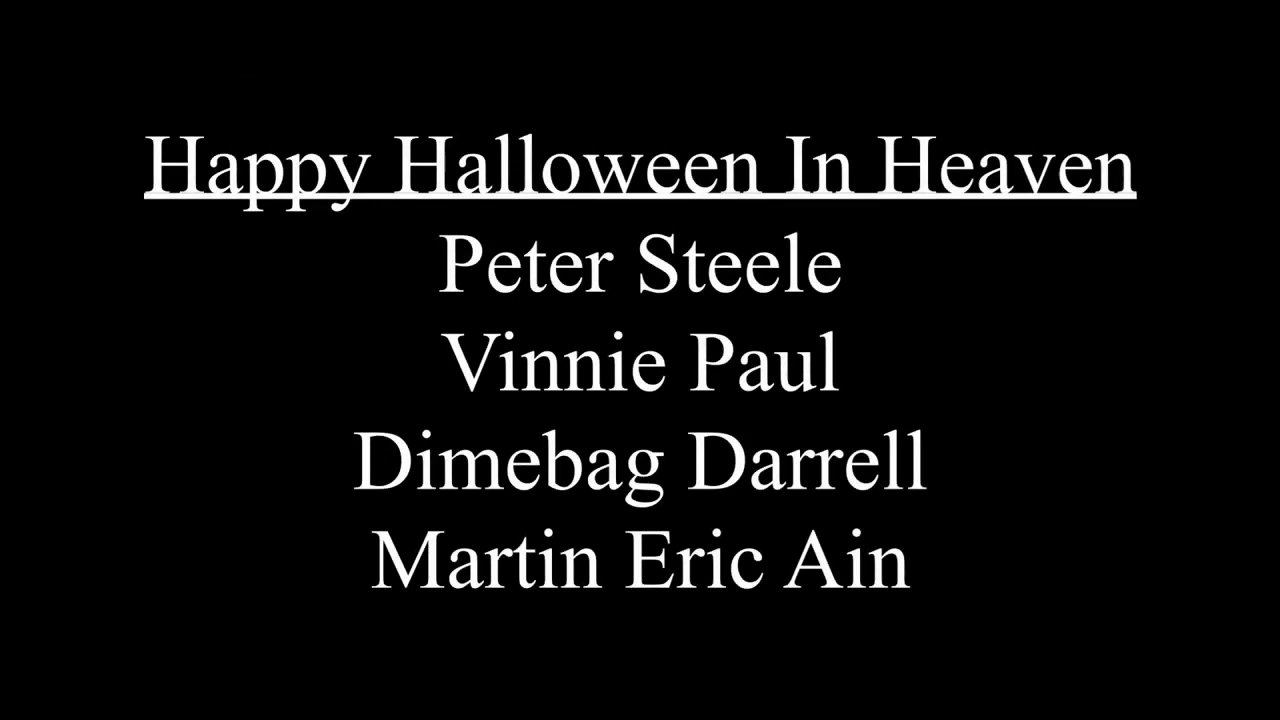 Happy Halloween In Heaven
Peter Steele
Vinnie Paul
Dimebag Darrell
Martin Eric Ain